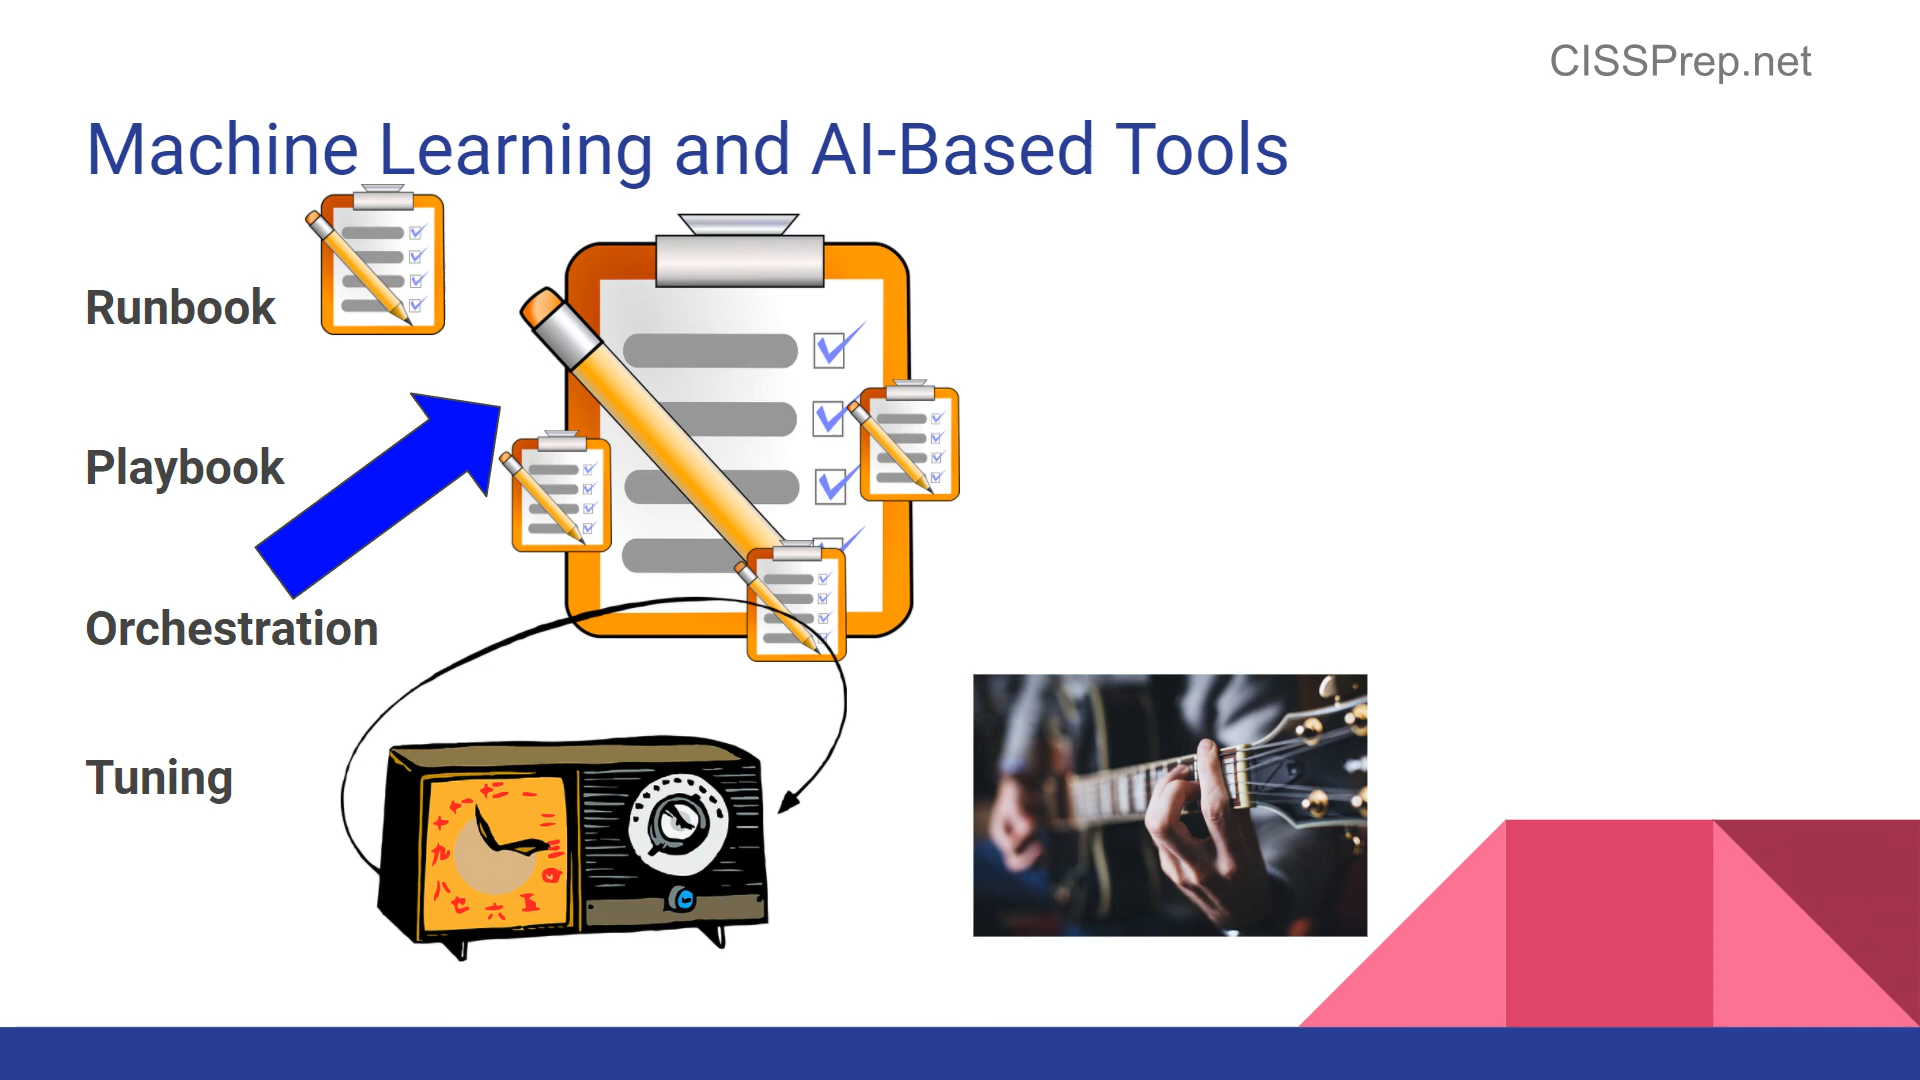 CISSPrep.net
Machine Learning and AI-Based Tools
Runbook
Playbook
Orchestration
Tuning